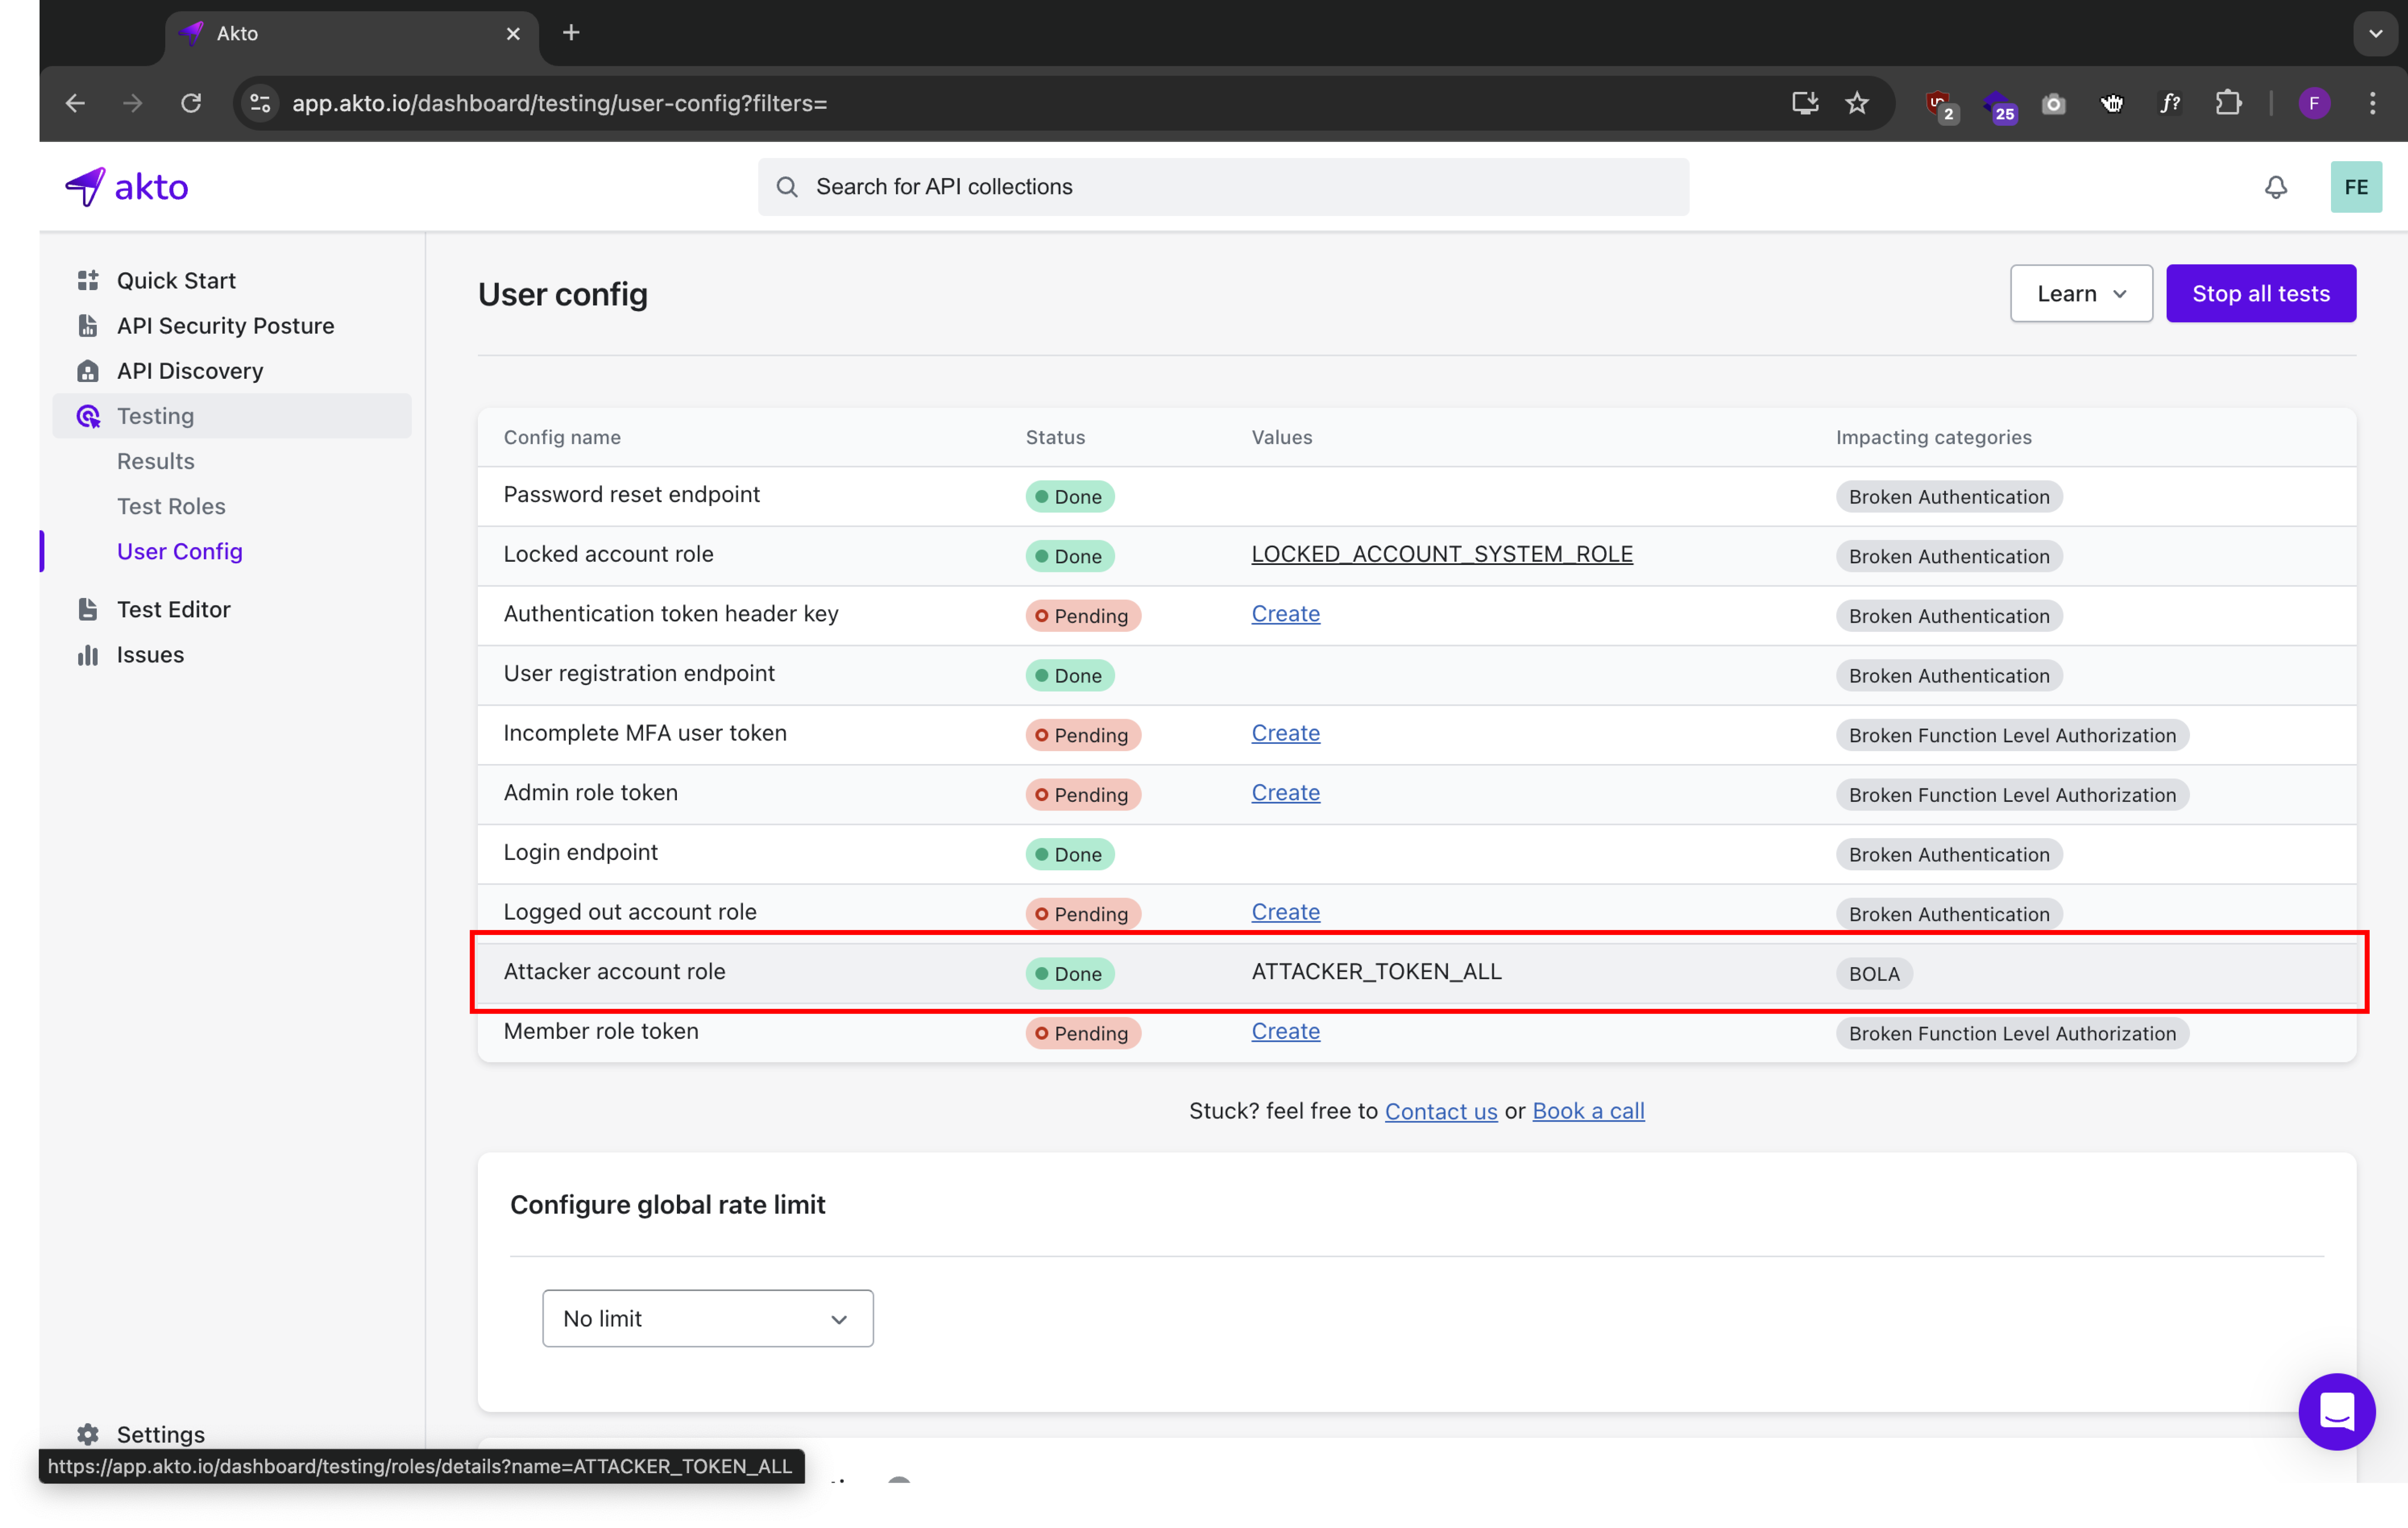 Akto
app.akto.io/dashboard/testing/user-config?filters=
2
25
f?
F
akto
Search for API collections
FE
Quick Start
API Security Posture
API Discovery
Testing
Results
Test Roles
User Config
Test Editor
Issues
Settings
User config
Learn
Stop all tests
Config name Status Values Impacting categories
Password reset endpoint Done Broken Authentication
Locked account role Done LOCKED_ACCOUNT_SYSTEM_ROLE Broken Authentication
Authentication token header key Pending Create Broken Authentication
User registration endpoint Done Broken Authentication
Incomplete MFA user token Pending Create Broken Function Level Authorization
Admin role token Pending Create Broken Function Level Authorization
Login endpoint Done Broken Authentication
Logged out account role Pending Create Broken Authentication
Attacker account role Done ATTACKER_TOKEN_ALL BOLA
Member role token Pending Create Broken Function Level Authorization
Stuck? feel free to Contact us or Book a call
Configure global rate limit
No limit
https://app.akto.io/dashboard/testing/roles/details?name=ATTACKER_TOKEN_ALL